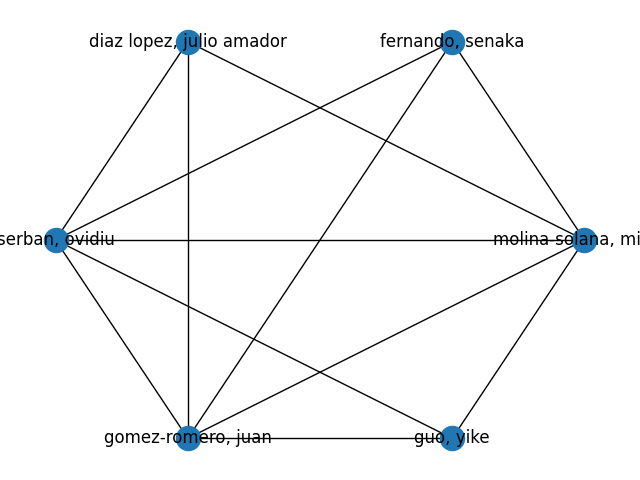 diaz lopez, julio amador
fernando, senaka
serban, ovidiu
molina-solana, mi
gomez-romero, juan
guo, yike